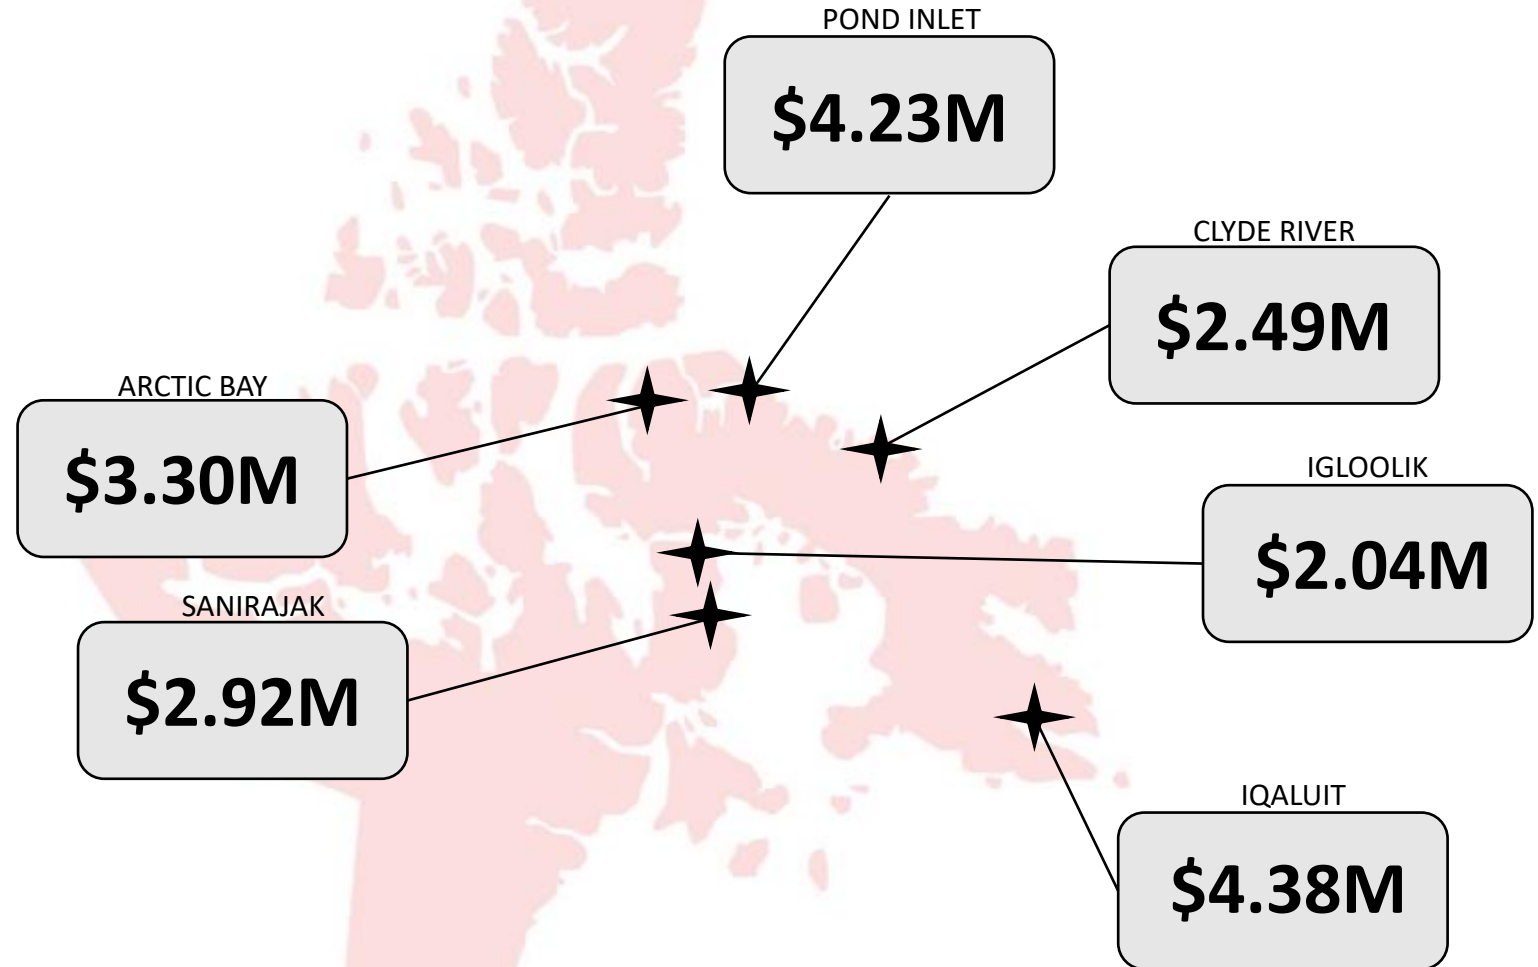 POND INLET
$4.23M
CLYDE RIVER
$2.49M
ARCTIC BAY
$3.30M
IGLOOLIK
$2.04M
SANIRAJAK
$2.92M
IQALUIT
$4.38M